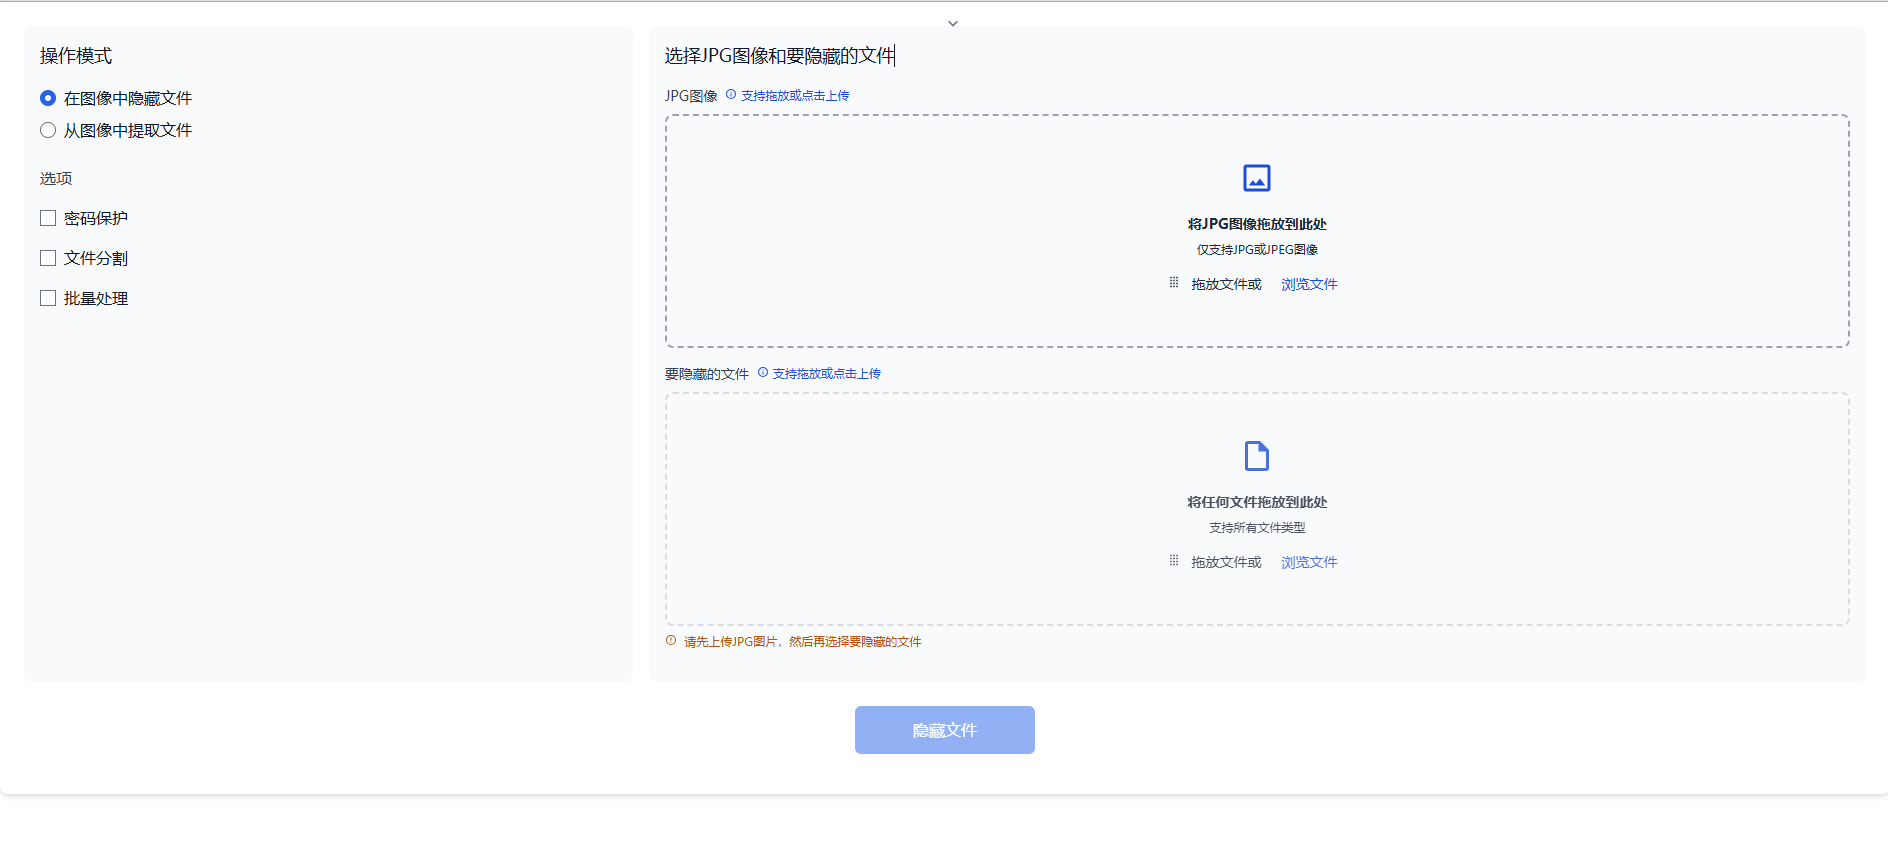 操作模式
在图像中隐藏文件
从图像中提取文件
选项
密码保护
文件分割
批量处理
选择JPG图像和要隐藏的文件
JPG图像 支持拖放或点击上传
将JPG图像拖放到此处
仅支持JPG或JPEG图像
拖放文件或 浏览文件
要隐藏的文件 支持拖放或点击上传
将任何文件拖放到此处
支持所有文件类型
拖放文件或 浏览文件
请先上传JPG图片，然后再选择要隐藏的文件
隐藏文件